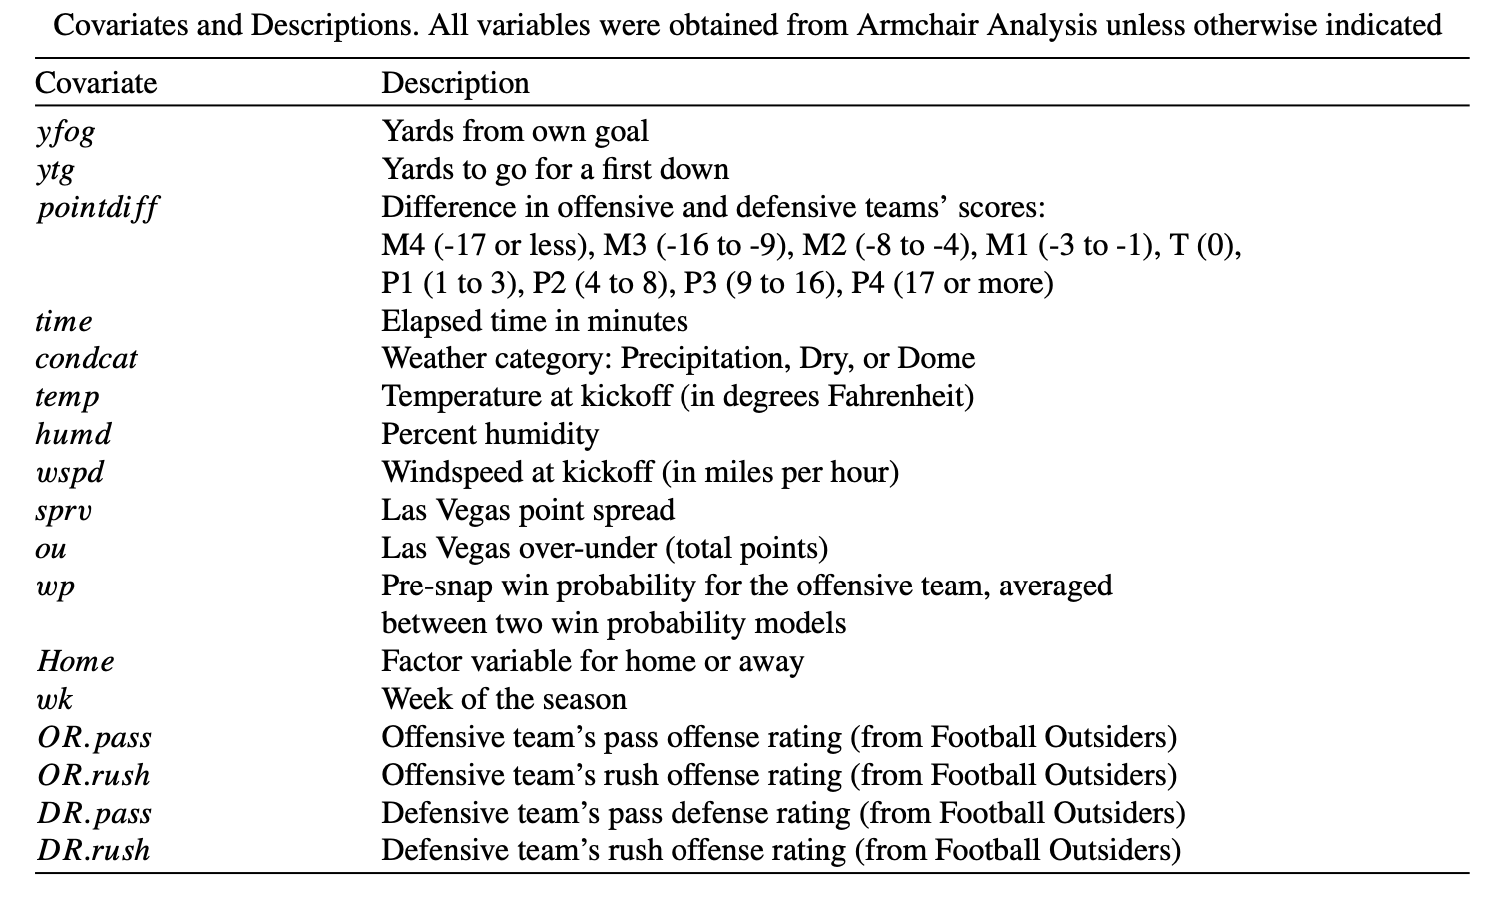 Covariates and Descriptions. All variables were obtained from Armchair Analysis unless otherwise indicated
Covariate Description
yfog Yards from own goal
ytg Yards to go for a first down
pointdiff Difference in offensive and defensive teams’ scores:
M4 (-17 or less), M3 (-16 to -9), M2 (-8 to -4), M1 (-3 to -1), T (0),
P1 (1 to 3), P2 (4 to 8), P3 (9 to 16), P4 (17 or more)
time Elapsed time in minutes
condcat Weather category: Precipitation, Dry, or Dome
temp Temperature at kickoff (in degrees Fahrenheit)
humd Percent humidity
wspd Windspeed at kickoff (in miles per hour)
sprv Las Vegas point spread
ou Las Vegas over-under (total points)
wp Pre-snap win probability for the offensive team, averaged
between two win probability models
Home Factor variable for home or away
wk Week of the season
OR.pass Offensive team’s pass offense rating (from Football Outsiders)
OR.rush Offensive team’s rush offense rating (from Football Outsiders)
DR.pass Defensive team’s pass defense rating (from Football Outsiders)
DR.rush Defensive team’s rush offense rating (from Football Outsiders)